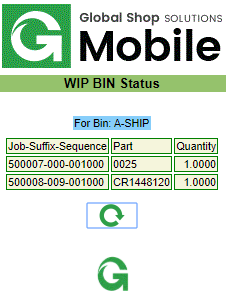 Global Shop SOLUTIONS
Mobile
WIP BIN Status
For Bin: A-SHIP
Job-Suffix-Sequence Part Quantity
500007-000-001000 0025 1.0000
500008-009-001000 CR1448120 1.0000